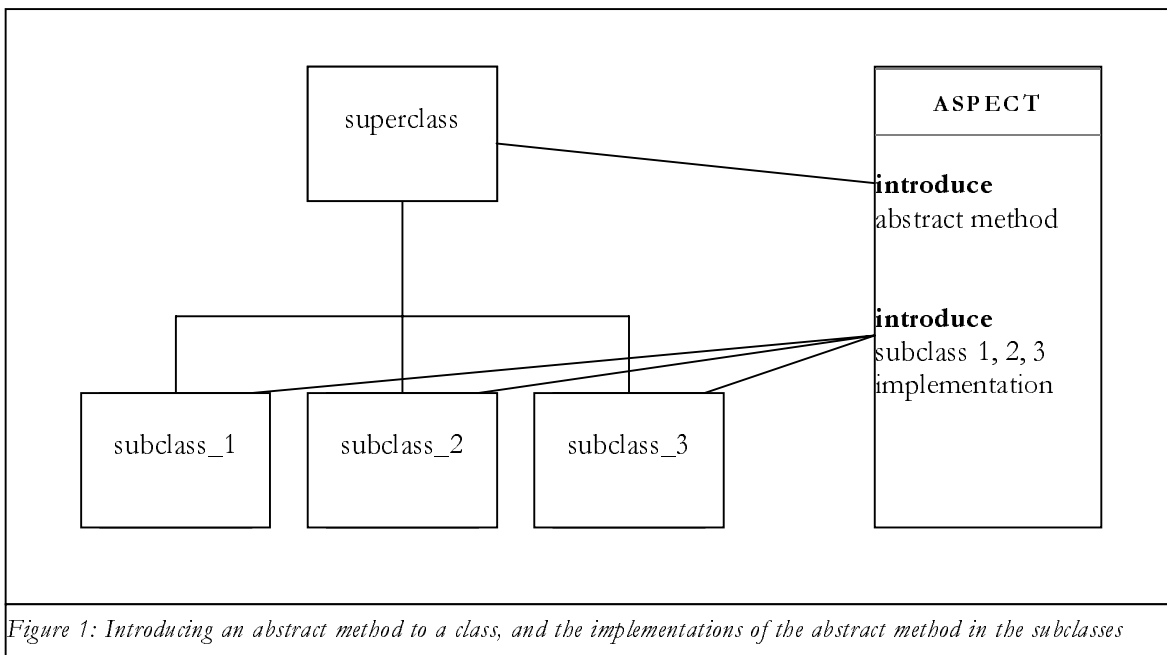 superclass
ASPECT
introduce
abstract method
introduce
subclass 1, 2, 3
implementation
subclass_1
subclass_2
subclass_3
Figure 1: Introducing an abstract method to a class, and the implementations of the abstract method in the subclasses